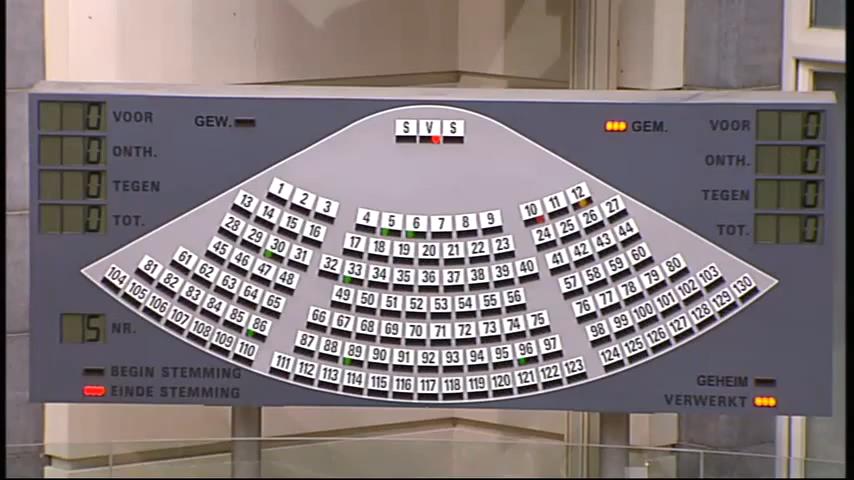 0 VOOR GEW. S V S GEM. VOOR 0
0 ONTH. ONTH. 0
0 TEGEN TEGEN 0
0 TOT. TOT. 0
1 2 3 4 5 6 7 8 9 10 11 12
13 14 15 16 17 18 19 20 21 22 23 24 25 26 27
28 29 30 31 32 33 34 35 36 37 38 39 40 41 42 43 44
45 46 47 48 49 50 51 52 53 54 55 56 57 58 59 60
61 62 63 64 65 66 67 68 69 70 71 72 73 74 75 76 77 78 79 80
81 82 83 84 85 86 87 88 89 90 91 92 93 94 95 96 97 98 99 100 101 102 103
104 105 106 107 108 109 110 111 112 113 114 115 116 117 118 119 120 121 122 123 124 125 126 127 128 129 130
5 NR.
BEGIN STEMMING GEHEIM
EINDE STEMMING VERWERKT